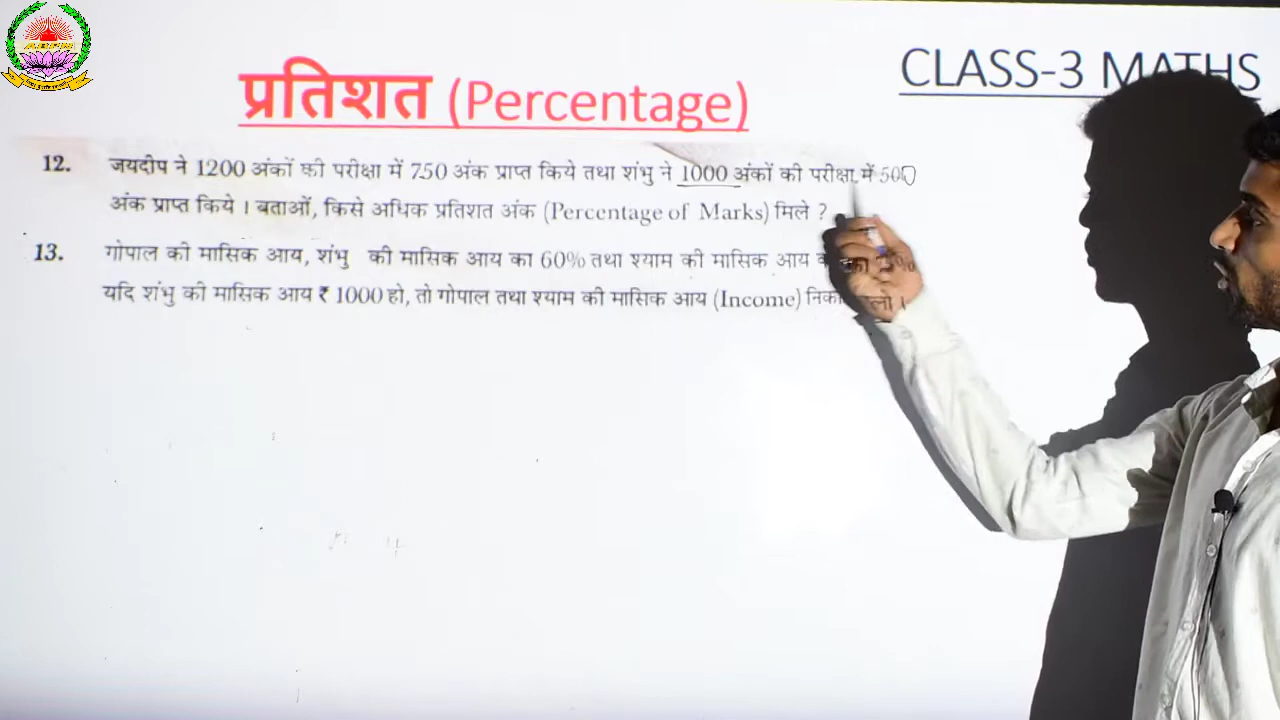 CLASS-3 MATHS
प्रतिशत (Percentage)
12. जयदीप ने 1200 अंकों की परीक्षा में 750 अंक प्राप्त किये तथा शंभु ने 1000 अंकों की परीक्षा में 500
अंक प्राप्त किये । बताओं, किसे अधिक प्रतिशत अंक (Percentage of Marks) मिले ?
13. गोपाल की मासिक आय, शंभु की मासिक आय का 60% तथा श्याम की मासिक आय
यदि शंभु की मासिक आय ₹ 1000 हो, तो गोपाल तथा श्याम की मासिक आय (Income)